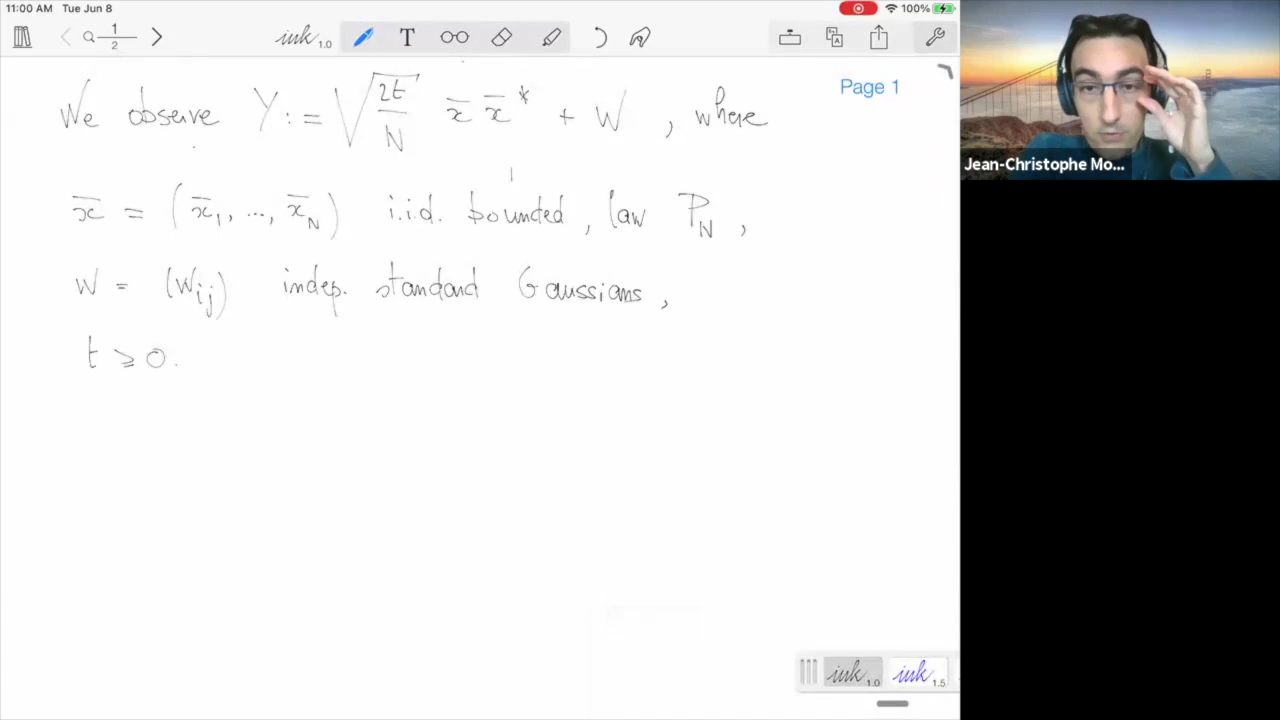 11:00 AM Tue Jun 8
100%
1/2
ink 1.0
T
Page 1
We observe Y := √(2t/N) x̄ x̄* + W , where
x̄ = (x̄₁, ..., x̄_N) i.i.d. bounded, law P_N ,
W = (W_ij) indep. standard Gaussians,
t ≥ 0.
ink 1.0
ink 1.5
Jean-Christophe Mo...